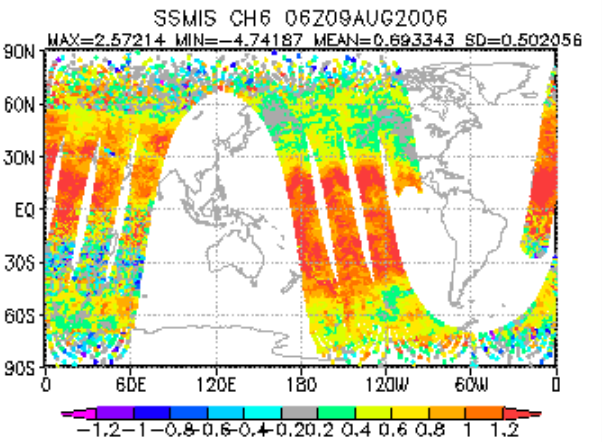 SSMIS CH6 06Z09AUG2006
MAX=2.57214 MIN=-4.74187 MEAN=0.693343 SD=0.502056
90N
60N
30N
EQ
30S
60S
90S
0 60E 120E 180 120W 60W 0
-1.2-1-0.8-0.6-0.4-0.20.2 0.4 0.6 0.8 1 1.2